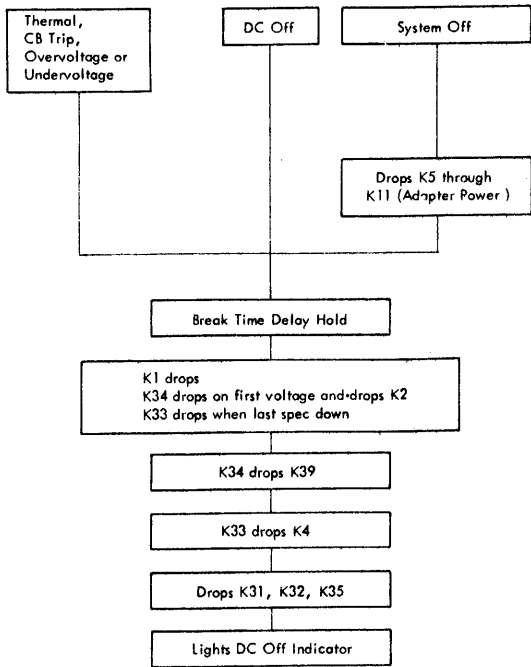 Thermal,
CB Trip,
Overvoltage or
Undervoltage
DC Off
System Off
Drops K5 through
K11 (Adapter Power )
Break Time Delay Hold
K1 drops
K34 drops on first voltage and•drops K2
K33 drops when last spec down
K34 drops K39
K33 drops K4
Drops K31, K32, K35
Lights DC Off Indicator